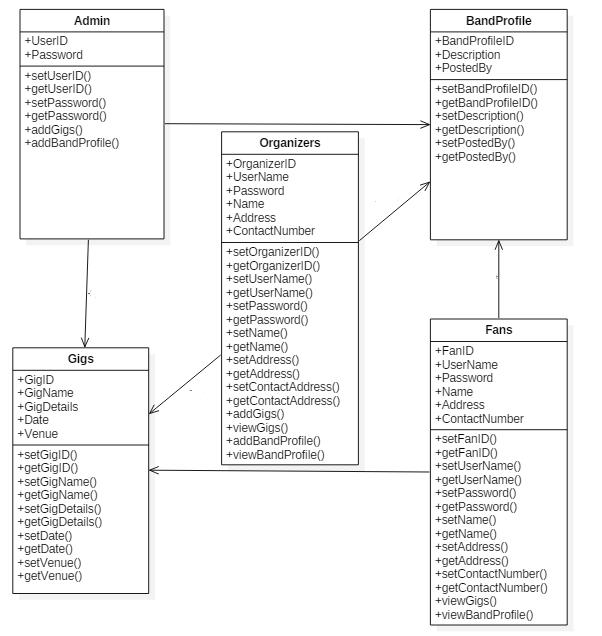 Admin
+UserID
+Password
+setUserID()
+getUserID()
+setPassword()
+getPassword()
+addGigs()
+addBandProfile()
BandProfile
+BandProfileID
+Description
+PostedBy
+setBandProfileID()
+getBandProfileID()
+setDescription()
+getDescription()
+setPostedBy()
+getPostedBy()
Organizers
+OrganizerID
+UserName
+Password
+Name
+Address
+ContactNumber
+setOrganizerID()
+getOrganizerID()
+setUserName()
+getUserName()
+setPassword()
+getPassword()
+setName()
+getName()
+setAddress()
+getAddress()
+setContactAddress()
+getContactAddress()
+addGigs()
+viewGigs()
+addBandProfile()
+viewBandProfile()
Gigs
+GigID
+GigName
+GigDetails
+Date
+Venue
+setGigID()
+getGigID()
+setGigName()
+getGigName()
+setGigDetails()
+getGigDetails()
+setDate()
+getDate()
+setVenue()
+getVenue()
Fans
+FanID
+UserName
+Password
+Name
+Address
+ContactNumber
+setFanID()
+getFanID()
+setUserName()
+getUserName()
+setPassword()
+getPassword()
+setName()
+getName()
+setAddress()
+getAddress()
+setContactNumber()
+getContactNumber()
+viewGigs()
+viewBandProfile()